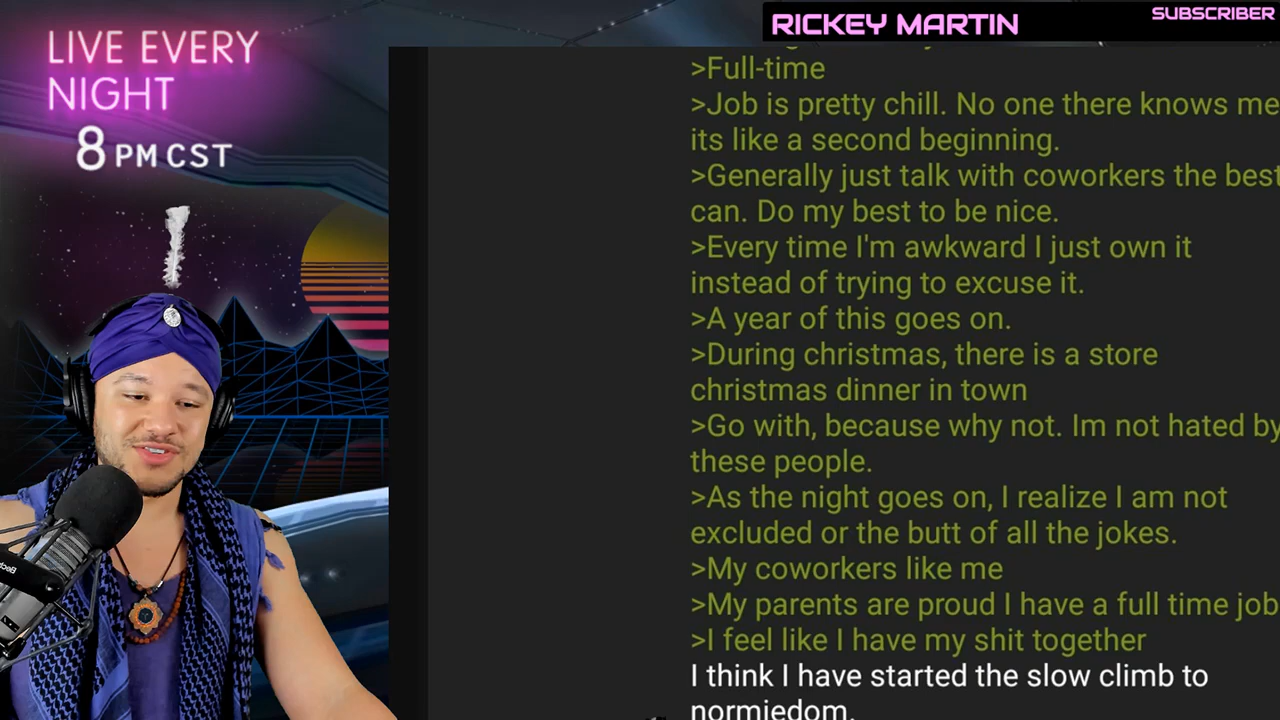 LIVE EVERY
NIGHT
8 PM CST
RICKEY MARTIN
SUBSCRIBER
>Full-time
>Job is pretty chill. No one there knows me
its like a second beginning.
>Generally just talk with coworkers the best
can. Do my best to be nice.
>Every time I'm awkward I just own it
instead of trying to excuse it.
>A year of this goes on.
>During christmas, there is a store
christmas dinner in town
>Go with, because why not. Im not hated by
these people.
>As the night goes on, I realize I am not
excluded or the butt of all the jokes.
>My coworkers like me
>My parents are proud I have a full time job
>I feel like I have my shit together
I think I have started the slow climb to
normiedom.